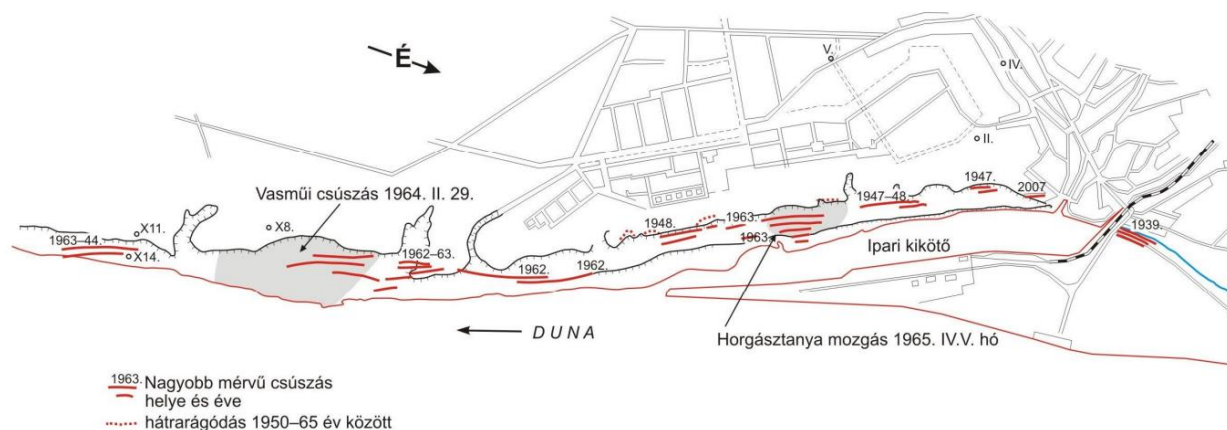 É
V.
IV.
II.
Vasműi csúszás 1964. II. 29.
1947.
1947–48.
2007
X11.
X8.
1963–44.
X14.
1948.
1963.
1963.
1939.
Ipari kikötő
1962–63.
1962.
1962.
DUNA
Horgásztanya mozgás 1965. IV.V. hó
1963. Nagyobb mérvű csúszás
helye és éve
hátrarágódás 1950–65 év között